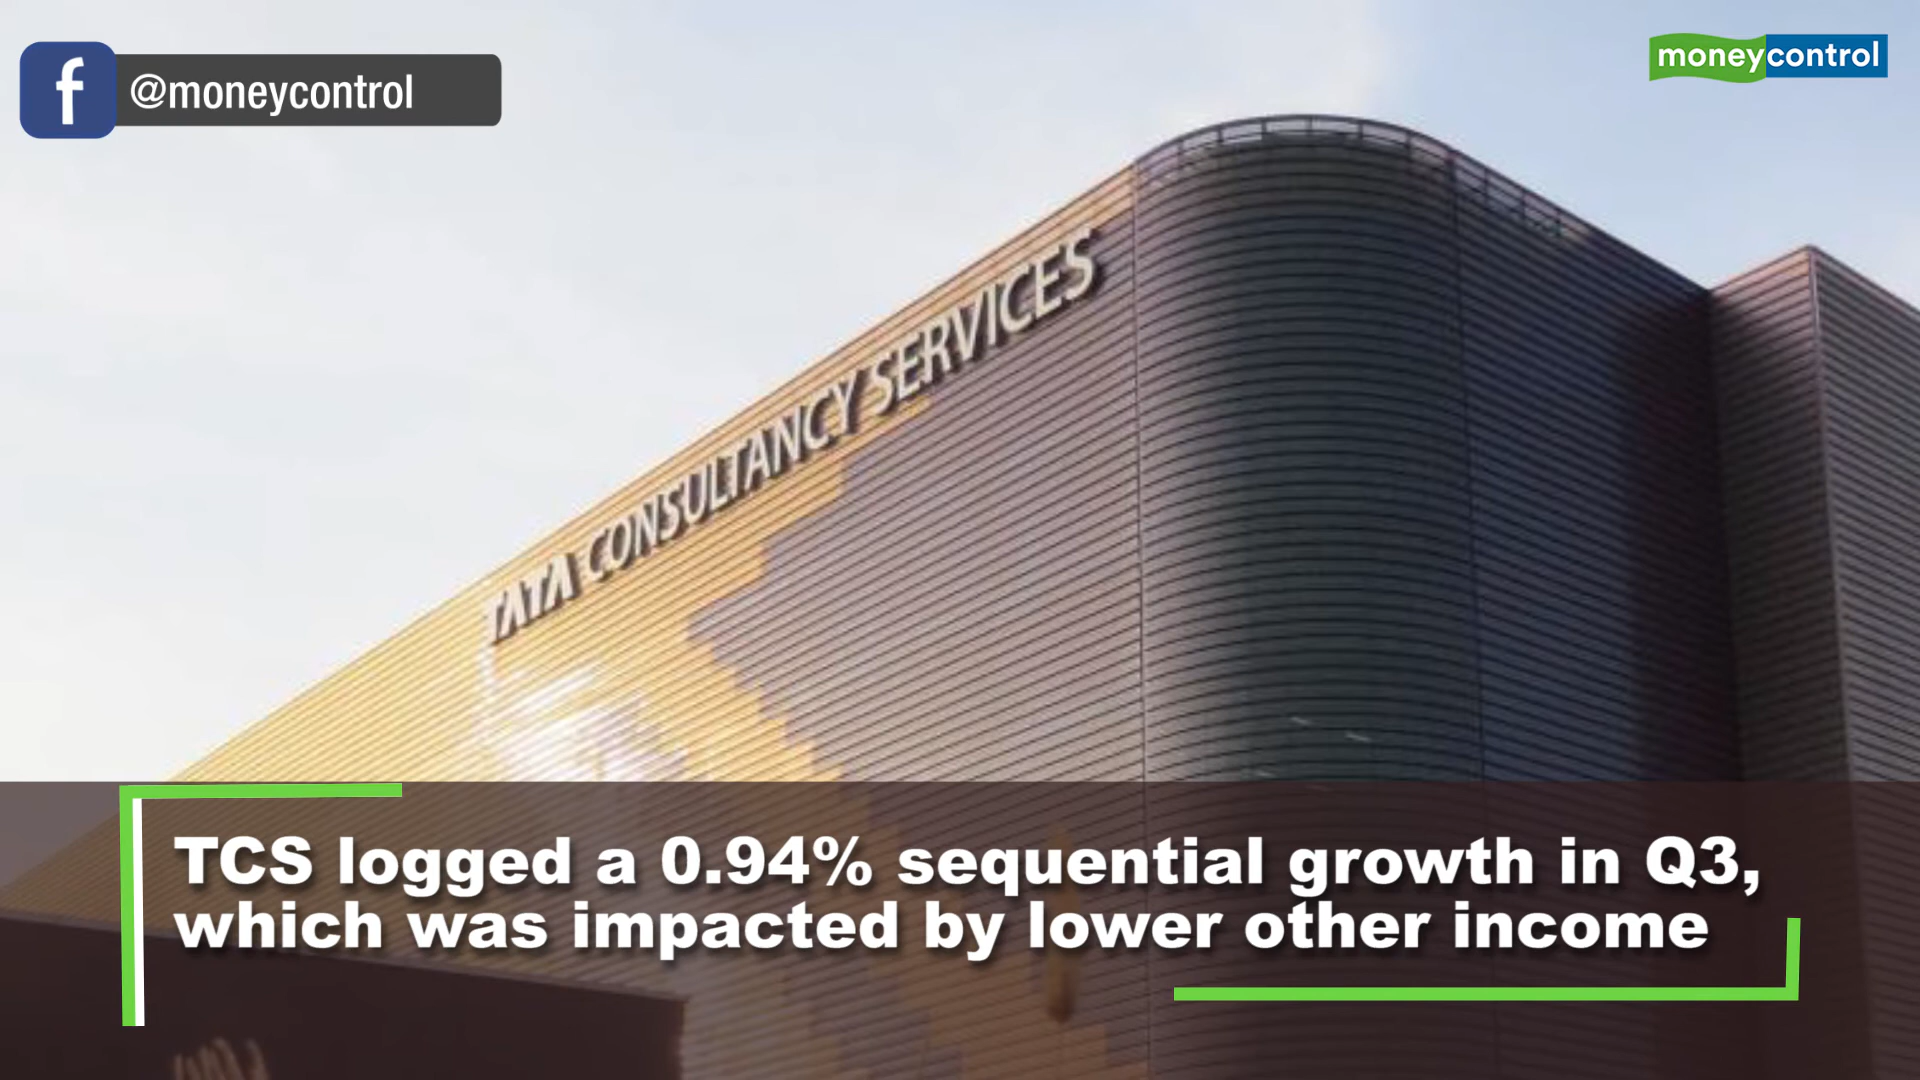 f @moneycontrol
moneycontrol
TATA CONSULTANCY SERVICES
TCS logged a 0.94% sequential growth in Q3,
which was impacted by lower other income